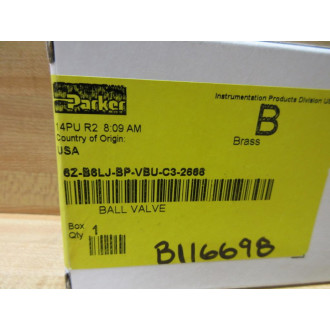 Parker
Instrumentation Products Division
14PU R2 8:09 AM
Country of Origin:
USA
B
Brass
6Z-B6LJ-BP-VBU-C3-2668
BALL VALVE
Box
Qty
1
B116698